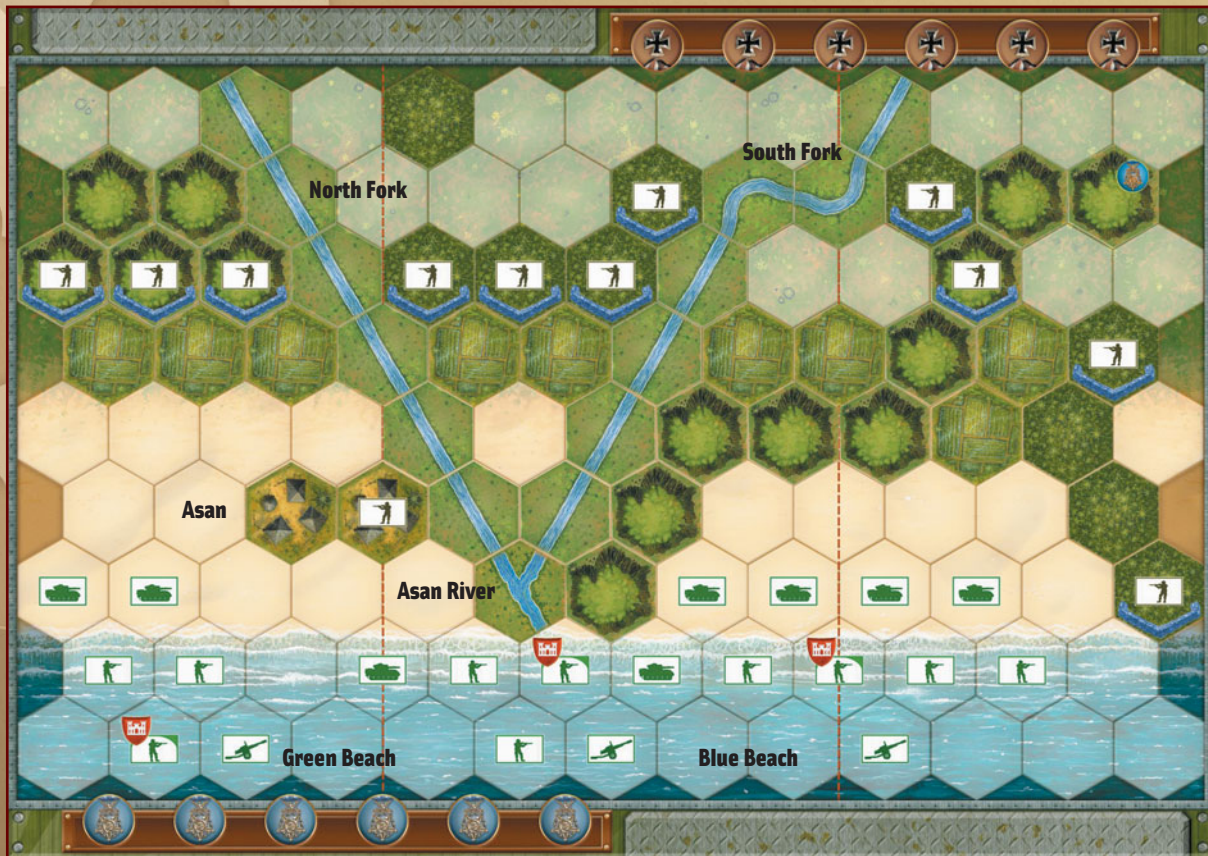 South Fork
North Fork
Asan
Asan River
Green Beach
Blue Beach